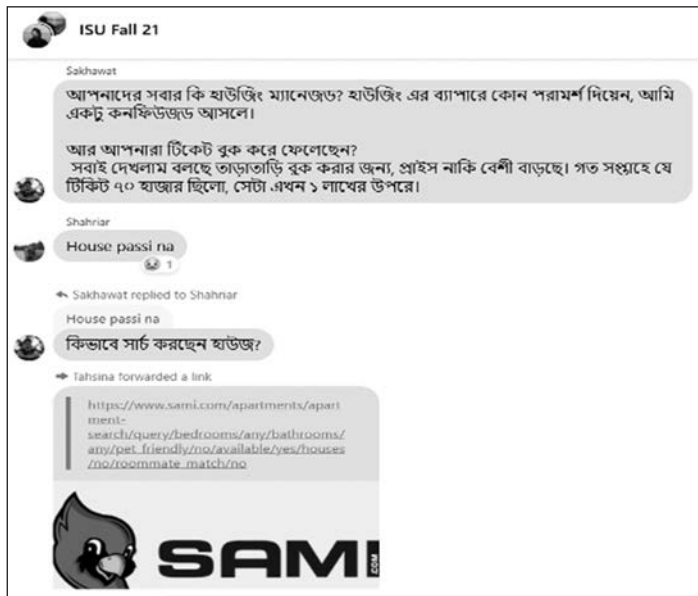 ISU Fall 21
Sakhawat
আপনাদের সবার কি হাউজিং ম্যানেজড? হাউজিং এর ব্যাপারে কোন পরামর্শ দিয়েন, আমি
একটু কনফিউজড আসলে।
আর আপনারা টিকেট বুক করে ফেলেছেন?
সবাই দেখলাম বলছে তাড়াতাড়ি বুক করার জন্য, প্রাইস নাকি বেশী বাড়ছে। গত সপ্তাহে যে
টিকিট ৭০ হাজার ছিলো, সেটা এখন ১ লাখের উপরে।
Shahriar
House passi na
1
Sakhawat replied to Shahriar
House passi na
কিভাবে সার্চ করছেন হাউজ?
Tahsina forwarded a link
https://www.sami.com/apartments/apart
ment-
search/query/bedrooms/any/bathrooms/
any/pet_friendly/no/available/yes/houses
/no/roommate_match/no
SAMI
.COM